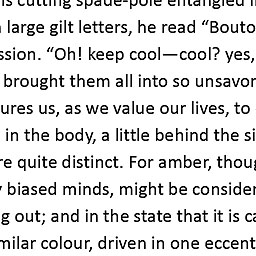 cutting spade-pole entangled
large gilt letters, he read “Bouto
ssion. “Oh! keep cool—cool? yes,
brought them all into so unsavor
ures us, as we value our lives, to
in the body, a little behind the si
re quite distinct. For amber, thoug
biased minds, might be consider
g out; and in the state that it is ca
milar colour, driven in one eccent